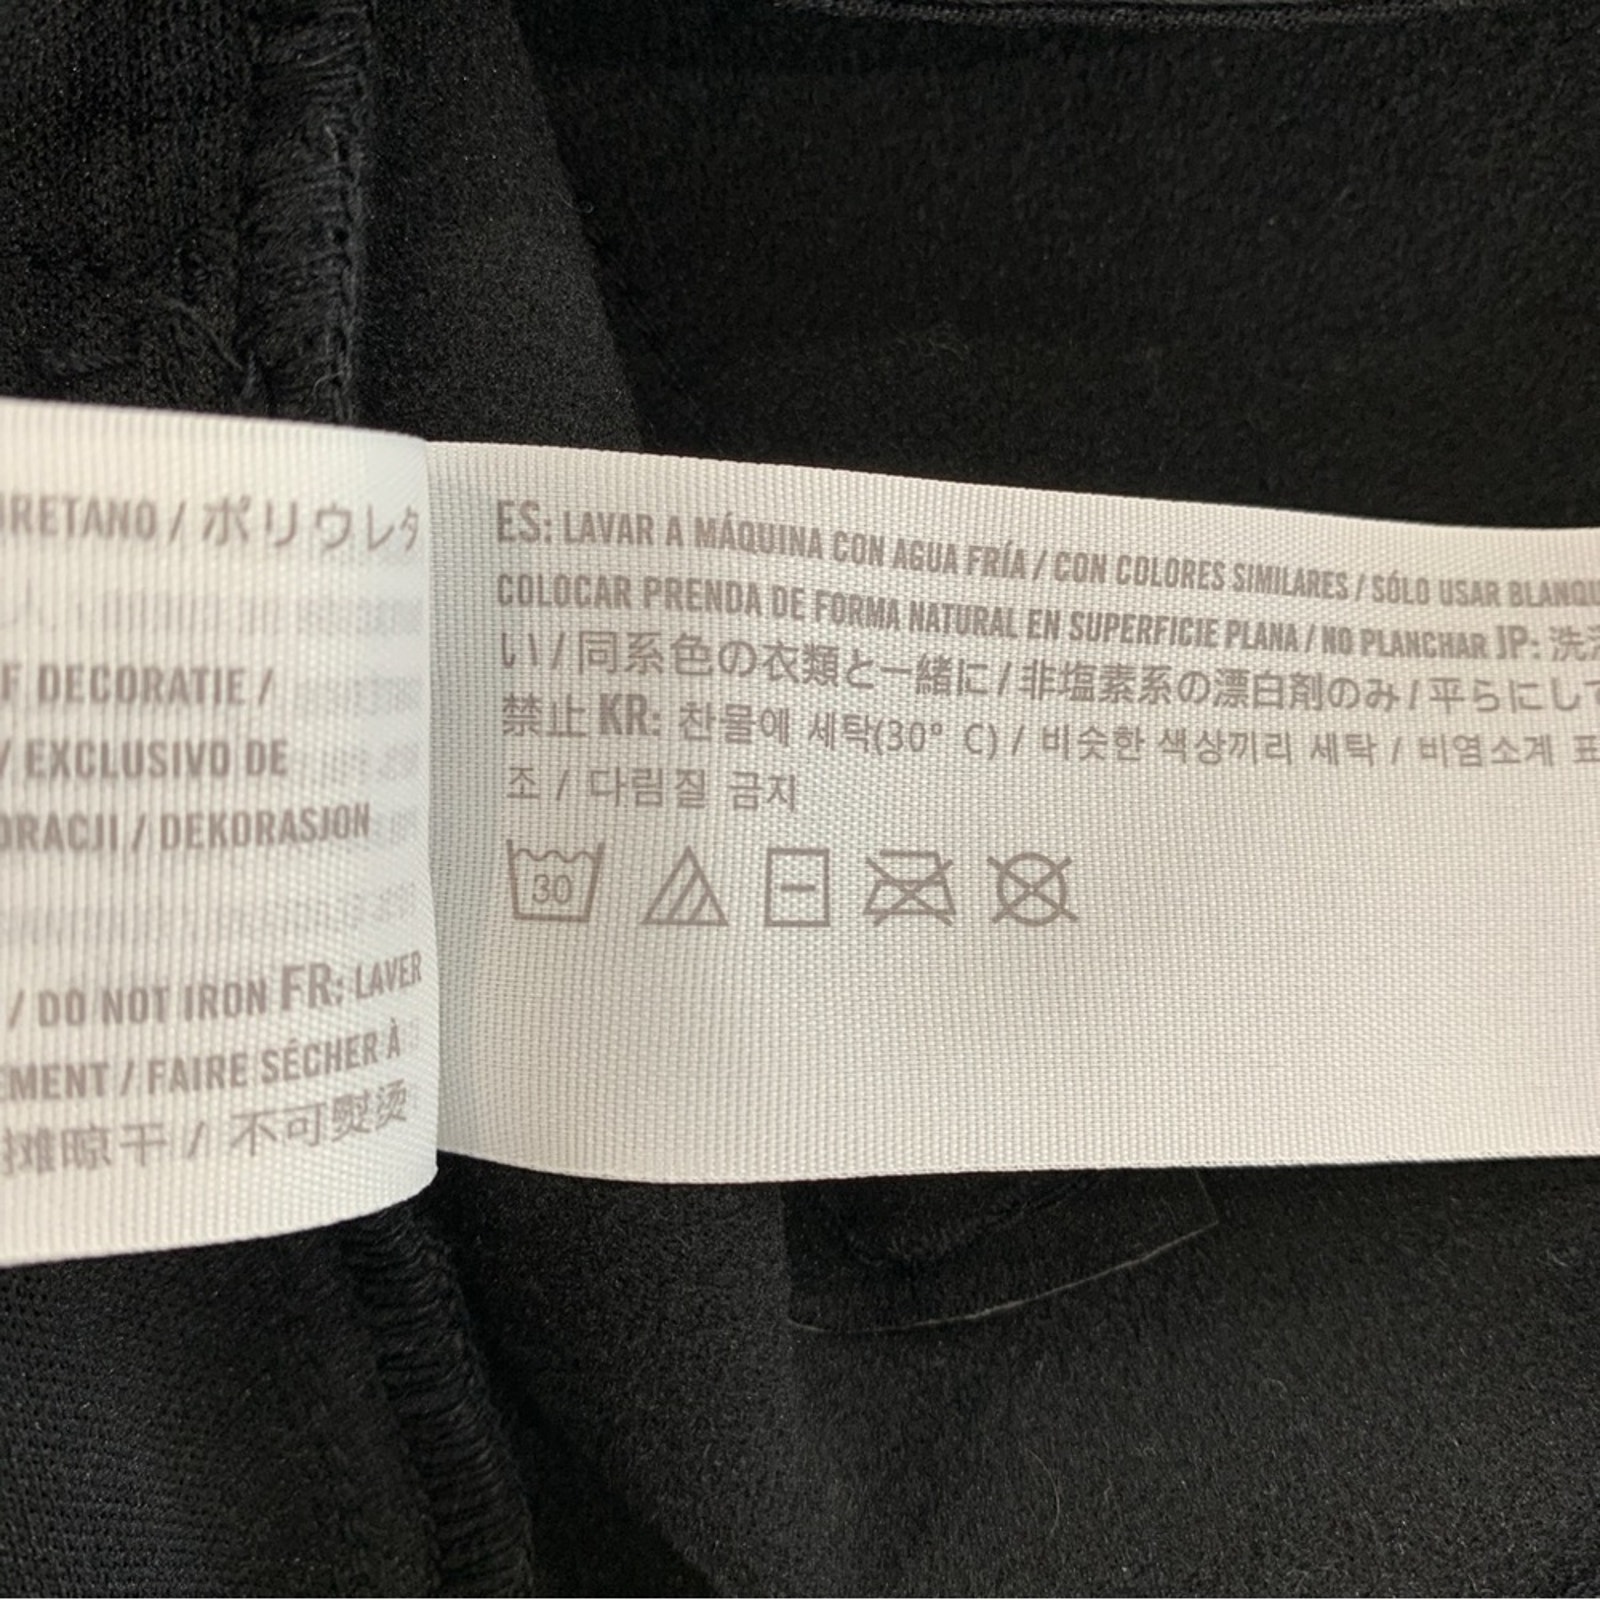 / ポリウレタ
F DECORATIE /
/ EXCLUSIVO DE
/ DEKORASJON
/ DO NOT IRON FR: LAVER
/ FAIRE SÉCHER À
摊晾干 / 不可熨烫
ES: LAVAR A MÁQUINA CON AGUA FRÍA / CON COLORES SIMILARES / SÓLO USAR
COLOCAR PRENDA DE FORMA NATURAL EN SUPERFICIE PLANA / NO PLANCHAR JP:
い / 同系色の衣類と一緒に / 非塩素系の漂白剤のみ / 平らにして
禁止 KR: 찬물에 세탁(30° C) / 비슷한 색상끼리 세탁 / 비염소계 표
조 / 다림질 금지
30